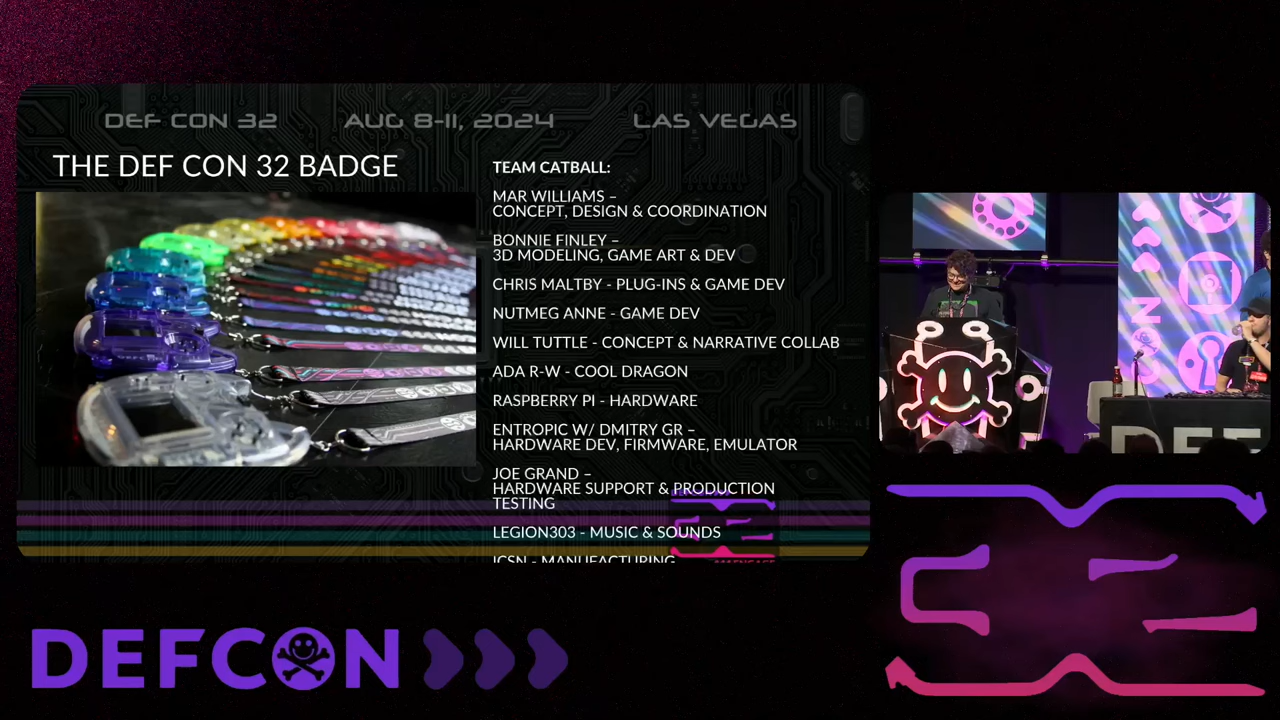 DEF CON 32
AUG 8-11, 2024
LAS VEGAS
THE DEF CON 32 BADGE
TEAM CATBALL:
MAR WILLIAMS –
CONCEPT, DESIGN & COORDINATION
BONNIE FINLEY –
3D MODELING, GAME ART & DEV
CHRIS MALTBY - PLUG-INS & GAME DEV
NUTMEG ANNE - GAME DEV
WILL TUTTLE - CONCEPT & NARRATIVE COLLAB
ADA R-W - COOL DRAGON
RASPBERRY PI - HARDWARE
ENTROPIC W/ DMITRY GR –
HARDWARE DEV, FIRMWARE, EMULATOR
JOE GRAND –
HARDWARE SUPPORT & PRODUCTION
TESTING
LEGION303 - MUSIC & SOUNDS
ICSN - MANUFACTURING
DEF
DEFCON